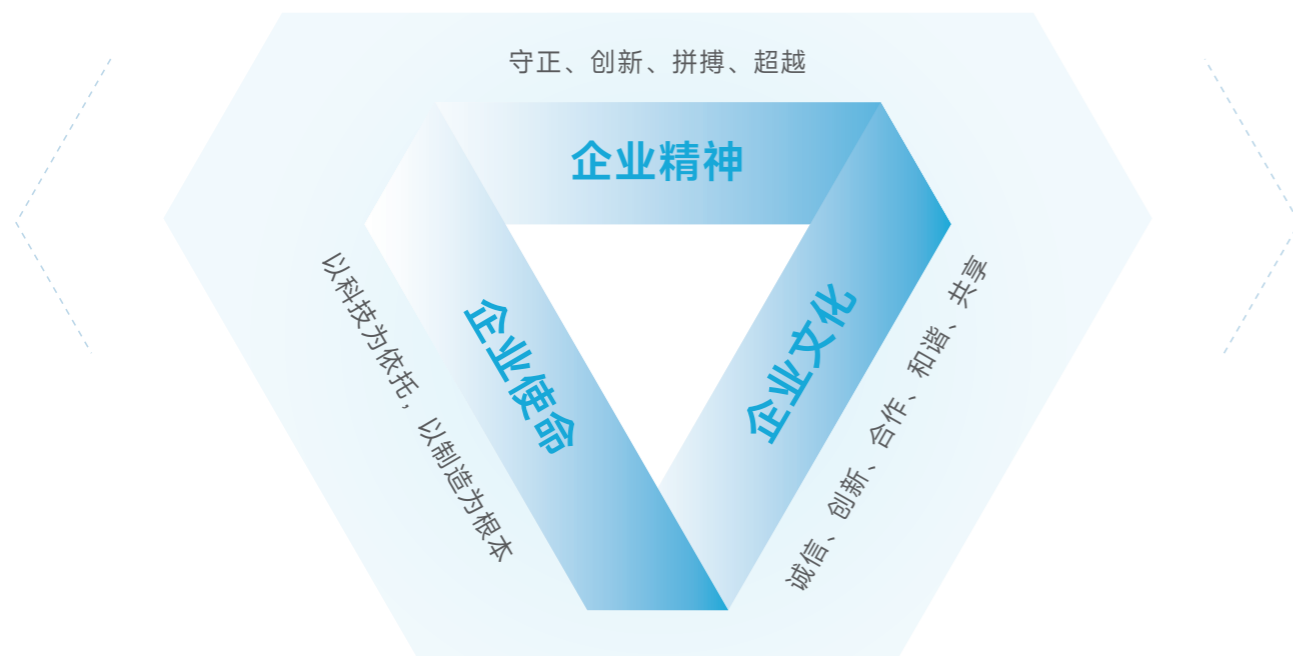 守正、创新、拼搏、超越
企业精神
企业使命
以科技为依托，以制造为根本
企业文化
诚信、创新、合作、和谐、共享